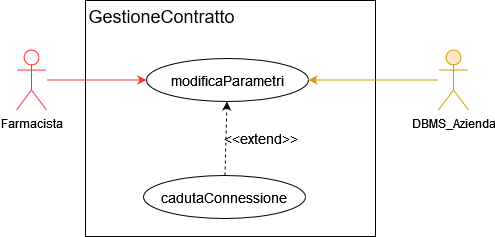 GestioneContratto
modificaParametri
Farmacista
DBMS_Azienda
<<extend>>
cadutaConnessione